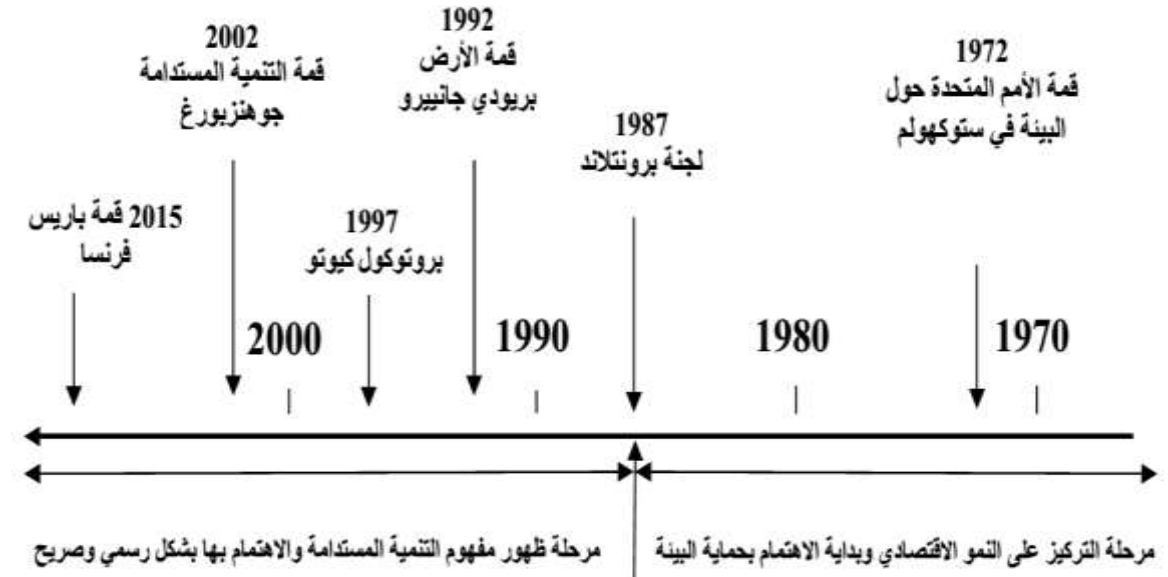 1972
قمة الأمم المتحدة حول
البيئة في ستوكهولم
1987
لجنة برونتلاند
1992
قمة الأرض
بريودي جانييرو
1997
بروتوكول كيوتو
2002
قمة التنمية المستدامة
جوهنزبورغ
2015 قمة باريس
فرنسا
1970
1980
1990
2000
مرحلة التركيز على النمو الاقتصادي وبداية الاهتمام بحماية البيئة
مرحلة ظهور مفهوم التنمية المستدامة والاهتمام بها بشكل رسمي وصريح